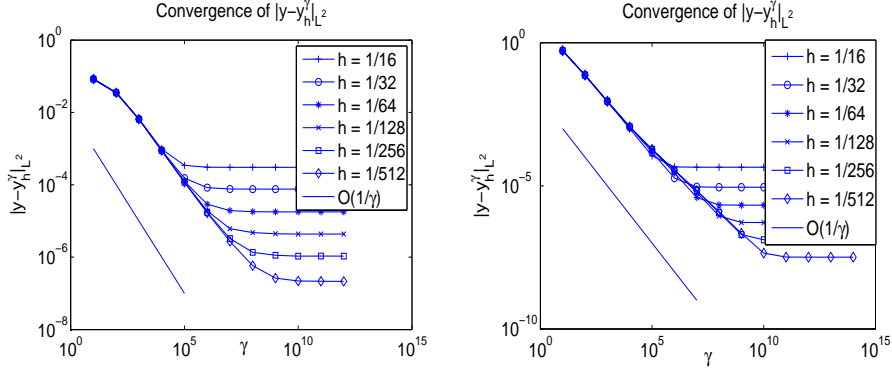 Convergence of |y−y_h^γ|_{L^2}
10^0
10^{-2}
10^{-4}
10^{-6}
10^{-8}
|y−y_h^γ|_{L^2}
h = 1/16
h = 1/32
h = 1/64
h = 1/128
h = 1/256
h = 1/512
O(1/γ)
10^0
10^5
10^{10}
10^{15}
γ
Convergence of |y−y_h^γ|_{L^2}
10^0
10^{-5}
10^{-10}
|y−y_h^γ|_{L^2}
h = 1/16
h = 1/32
h = 1/64
h = 1/128
h = 1/256
h = 1/512
O(1/γ)
10^0
10^5
10^{10}
10^{15}
γ